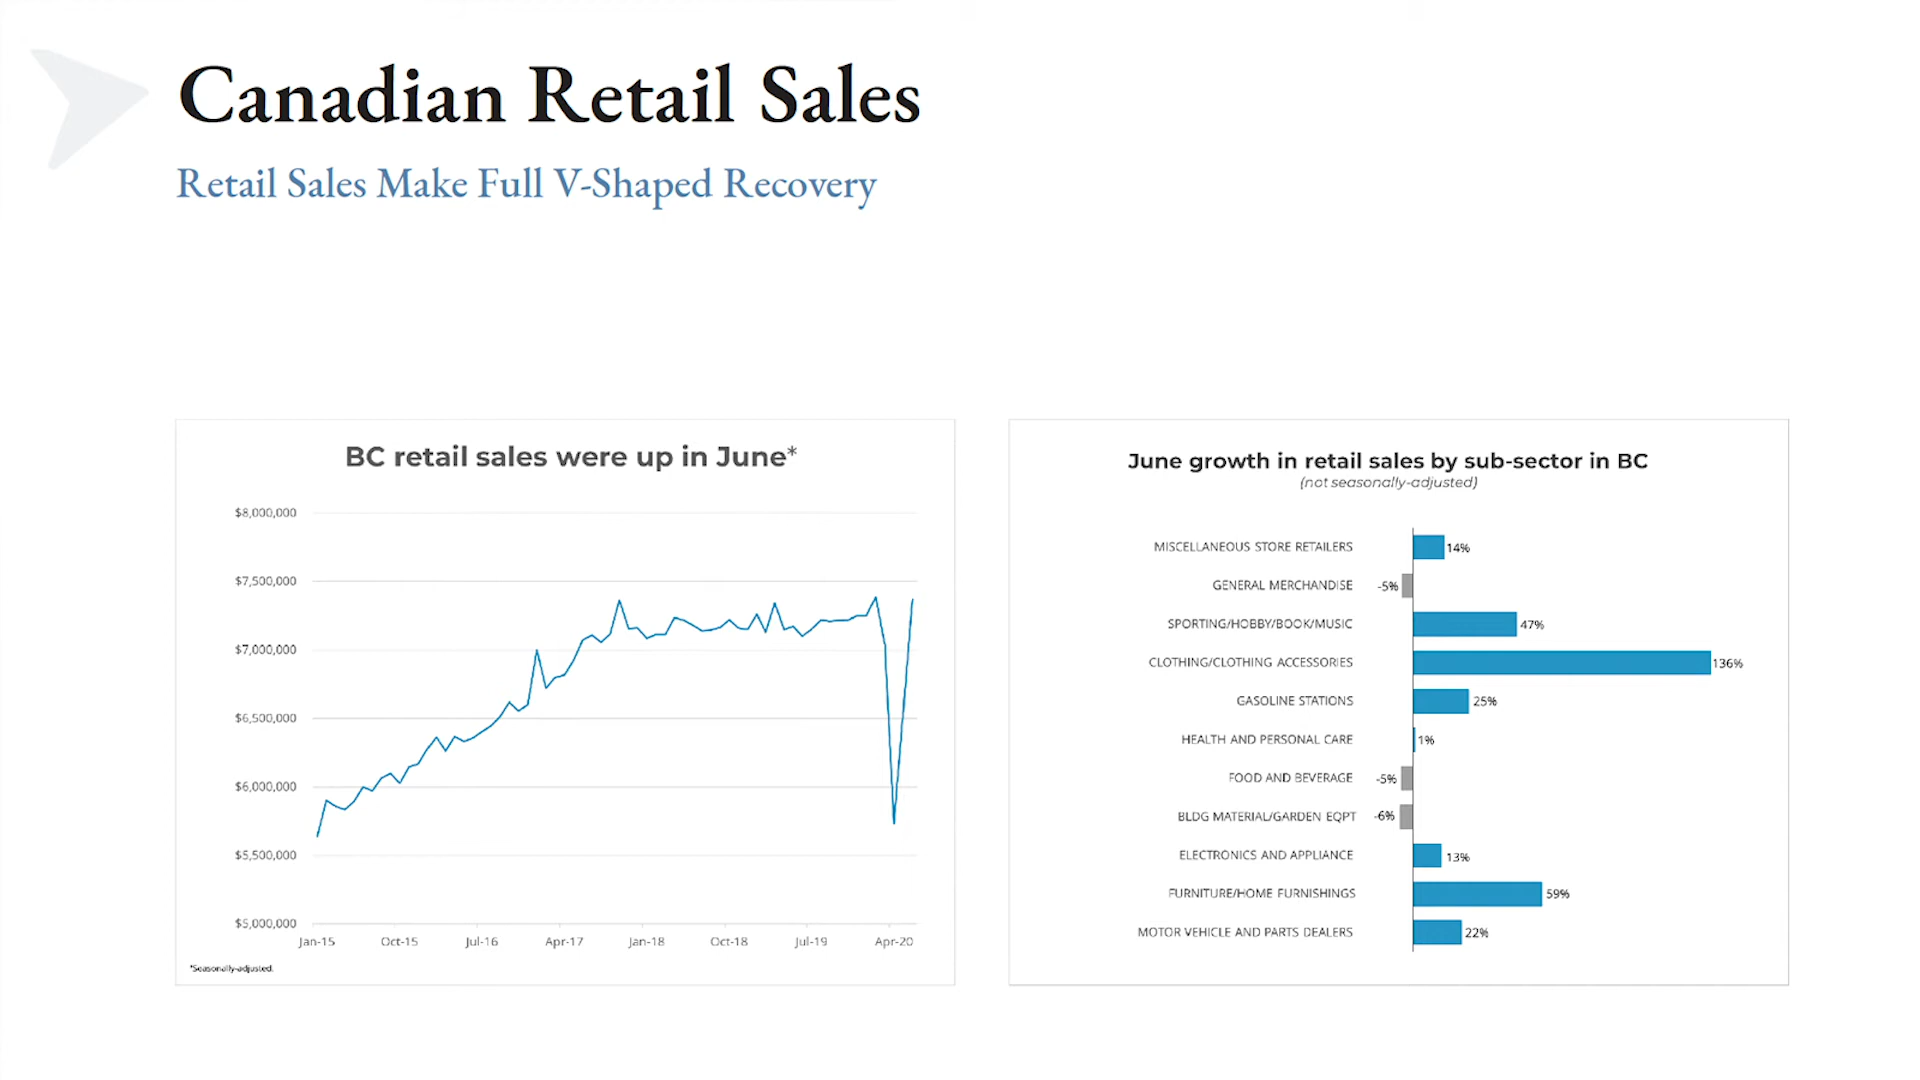 Canadian Retail Sales
Retail Sales Make Full V-Shaped Recovery
BC retail sales were up in June*
$8,000,000
$7,500,000
$7,000,000
$6,500,000
$6,000,000
$5,500,000
$5,000,000
Jan-15 Oct-15 Jul-16 Apr-17 Jan-18 Oct-18 Jul-19 Apr-20
*Seasonally-adjusted.
June growth in retail sales by sub-sector in BC
(not seasonally-adjusted)
MISCELLANEOUS STORE RETAILERS 14%
GENERAL MERCHANDISE -5%
SPORTING/HOBBY/BOOK/MUSIC 47%
CLOTHING/CLOTHING ACCESSORIES 136%
GASOLINE STATIONS 25%
HEALTH AND PERSONAL CARE 1%
FOOD AND BEVERAGE -5%
BLDG MATERIAL/GARDEN EQPT -6%
ELECTRONICS AND APPLIANCE 13%
FURNITURE/HOME FURNISHINGS 59%
MOTOR VEHICLE AND PARTS DEALERS 22%